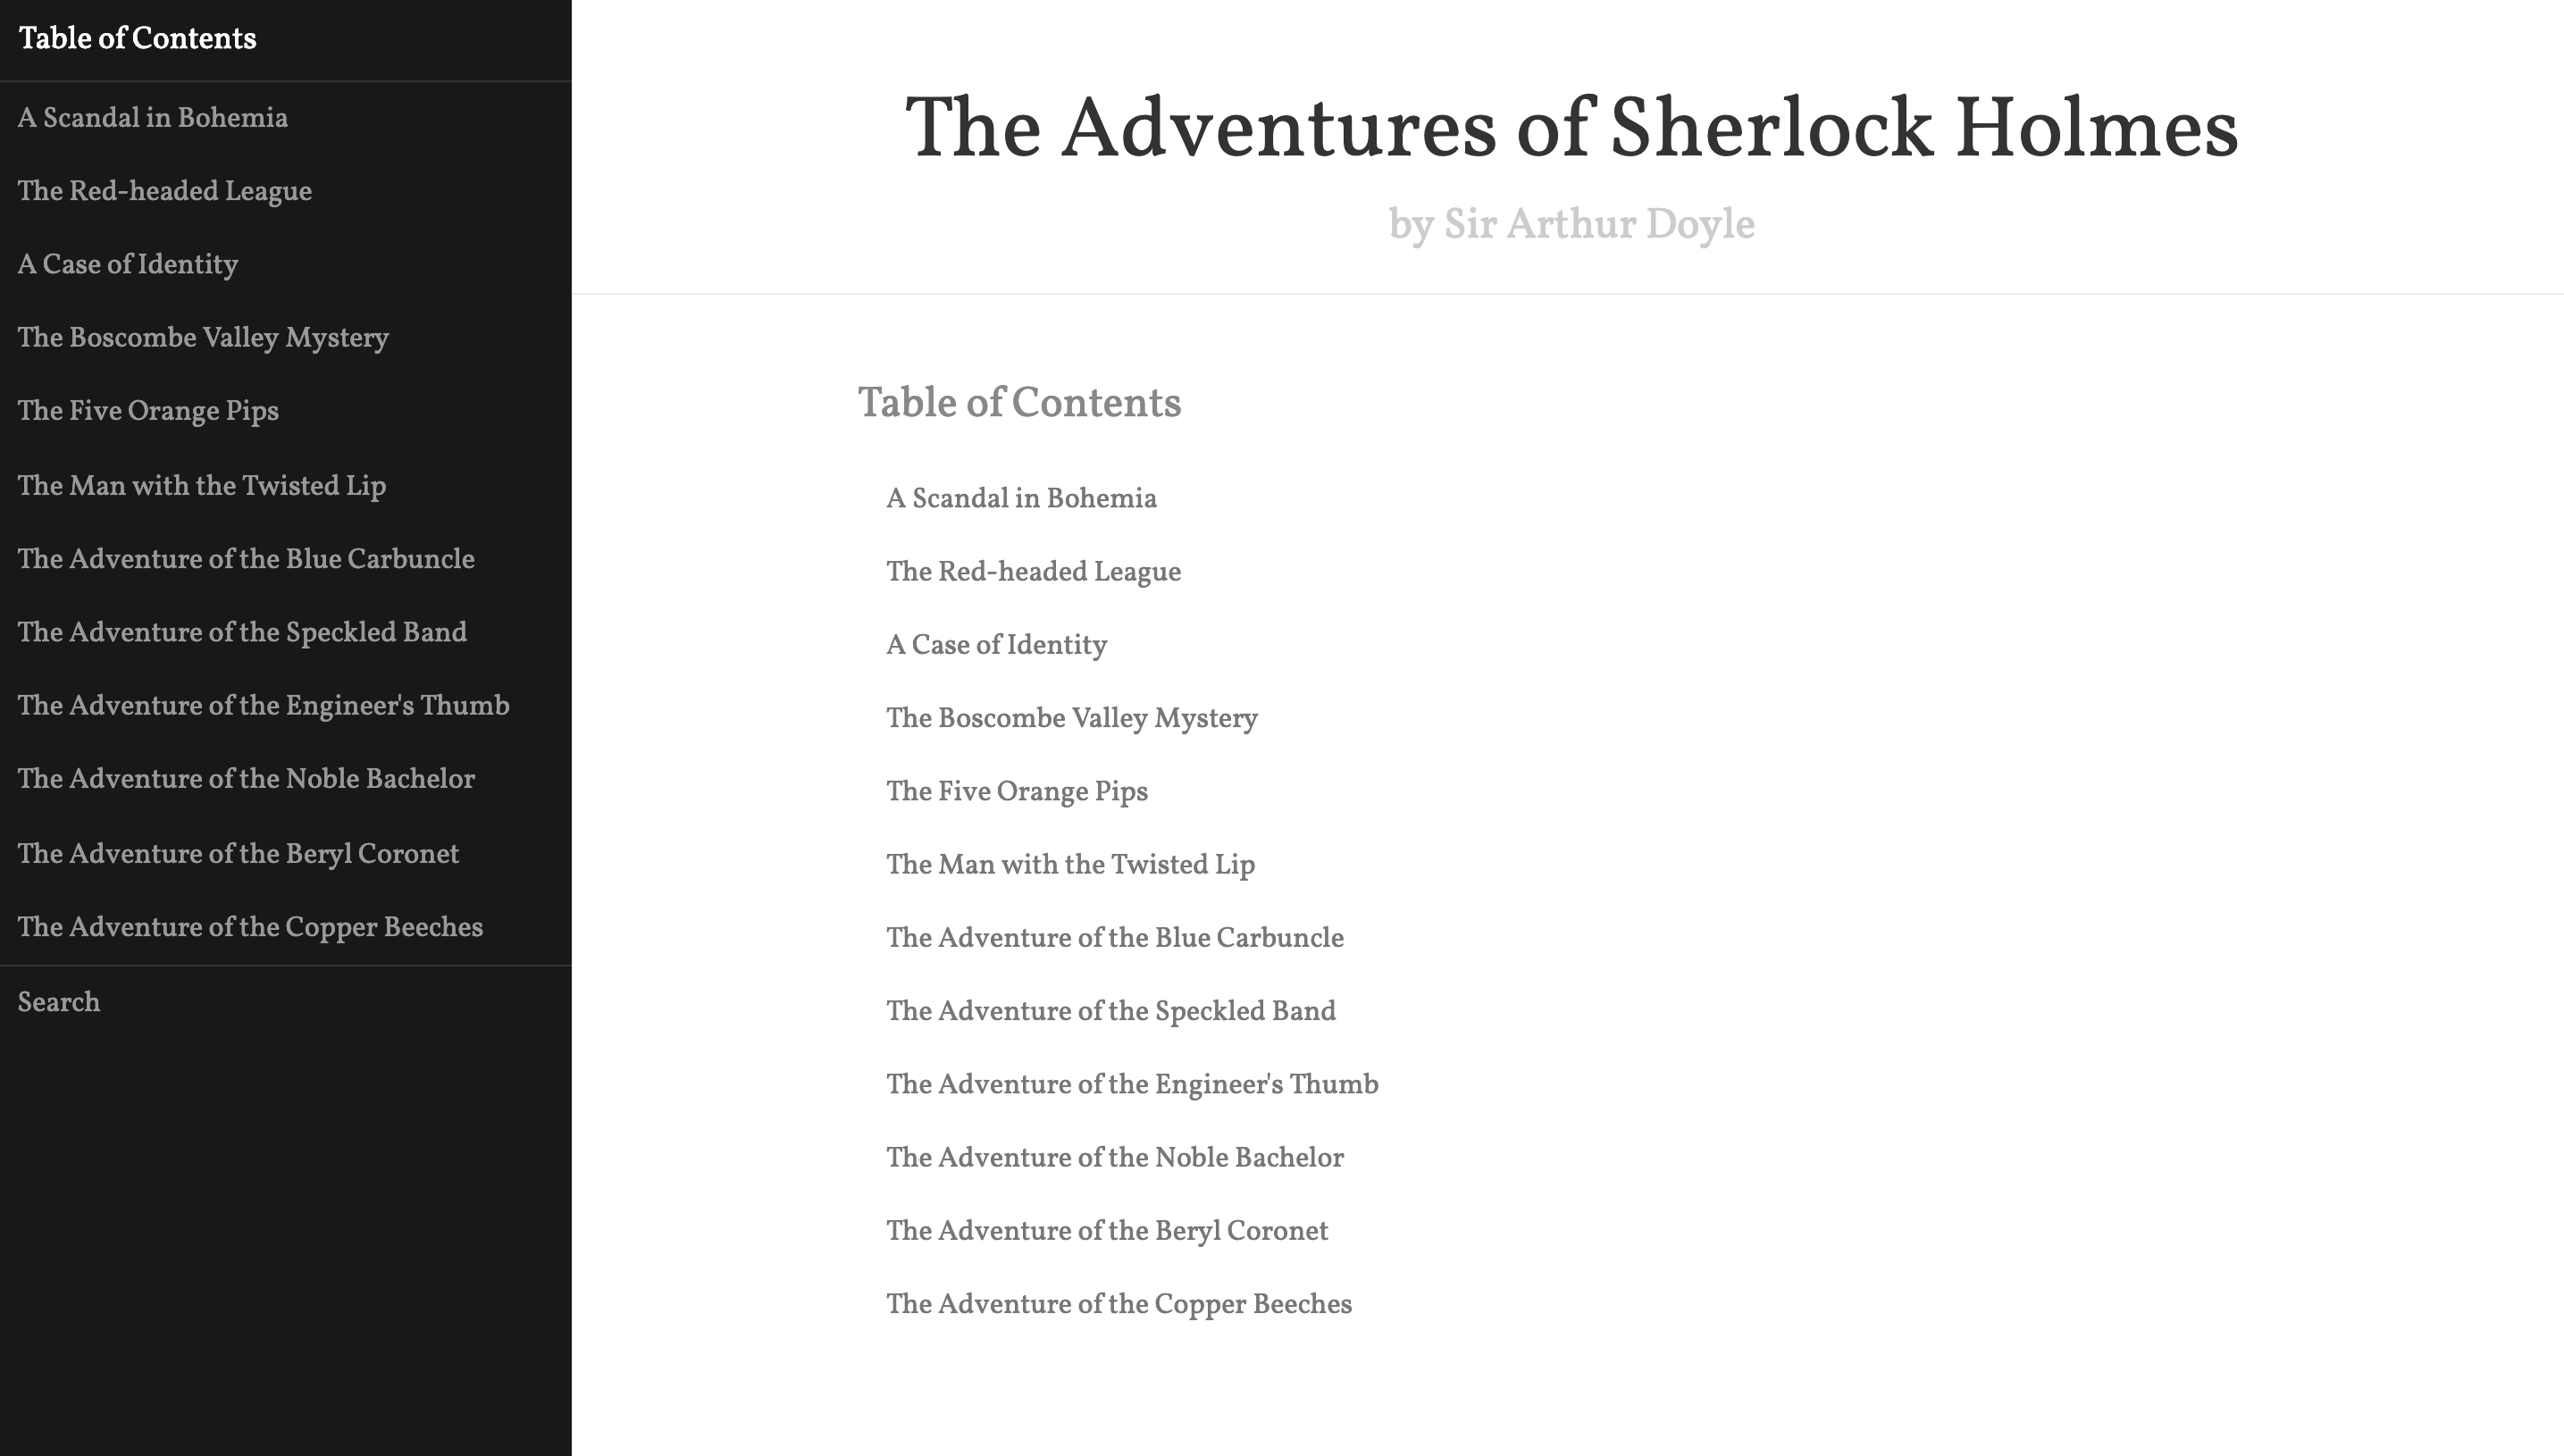 Table of Contents
A Scandal in Bohemia
The Red-headed League
A Case of Identity
The Boscombe Valley Mystery
The Five Orange Pips
The Man with the Twisted Lip
The Adventure of the Blue Carbuncle
The Adventure of the Speckled Band
The Adventure of the Engineer's Thumb
The Adventure of the Noble Bachelor
The Adventure of the Beryl Coronet
The Adventure of the Copper Beeches
Search
The Adventures of Sherlock Holmes
by Sir Arthur Doyle
Table of Contents
A Scandal in Bohemia
The Red-headed League
A Case of Identity
The Boscombe Valley Mystery
The Five Orange Pips
The Man with the Twisted Lip
The Adventure of the Blue Carbuncle
The Adventure of the Speckled Band
The Adventure of the Engineer's Thumb
The Adventure of the Noble Bachelor
The Adventure of the Beryl Coronet
The Adventure of the Copper Beeches